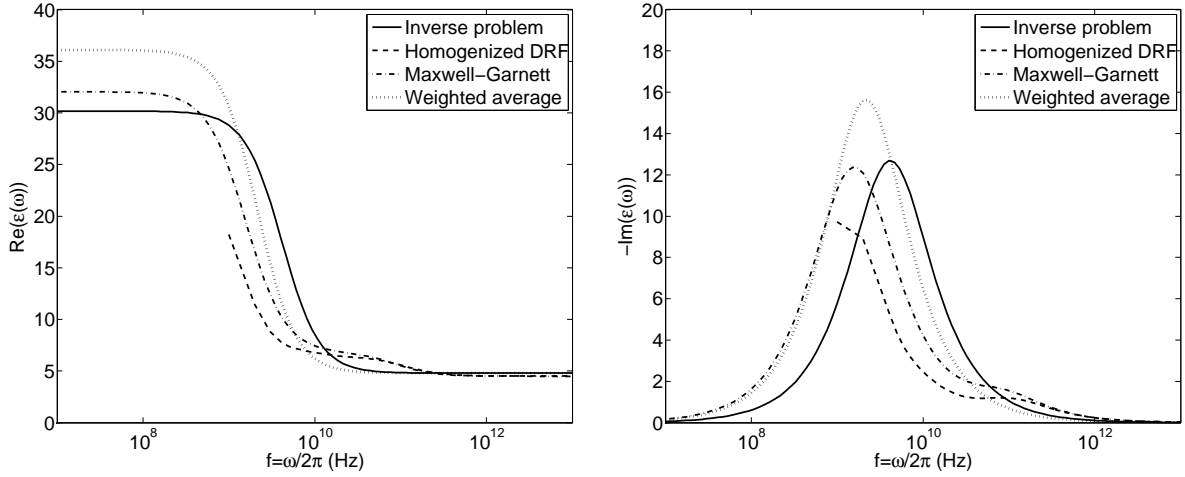 40
35
30
25
20
15
10
5
0
Re(ε(ω))
10^8
10^10
10^12
f=ω/2π (Hz)
Inverse problem
Homogenized DRF
Maxwell−Garnett
Weighted average
20
18
16
14
12
10
8
6
4
2
0
−Im(ε(ω))
10^8
10^10
10^12
f=ω/2π (Hz)
Inverse problem
Homogenized DRF
Maxwell−Garnett
Weighted average